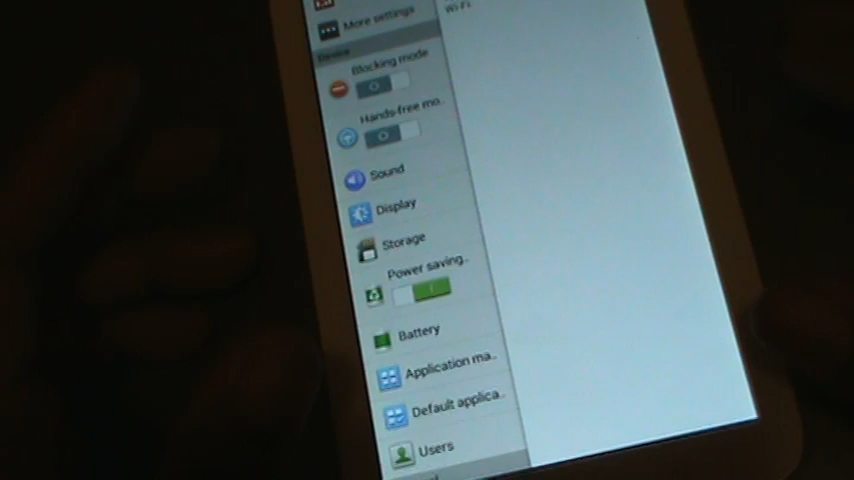 Wi-Fi
More settings
Device
Blocking mode
Hands-free mo..
Sound
Display
Storage
Power saving..
Battery
Application ma..
Default applica..
Users